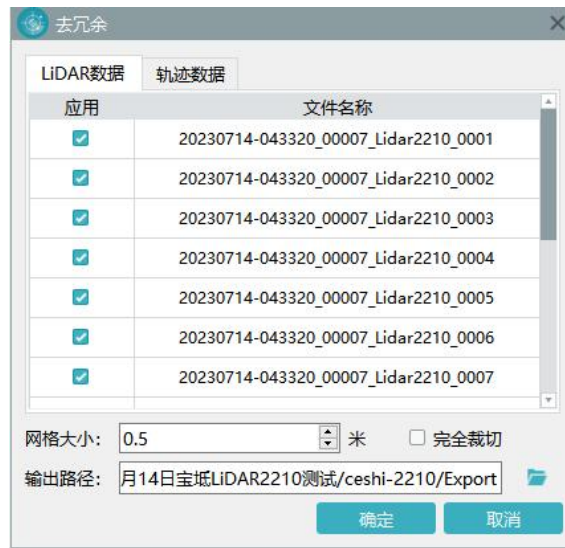 去冗余
LiDAR数据 轨迹数据
应用 文件名称
20230714-043320_00007_Lidar2210_0001
20230714-043320_00007_Lidar2210_0002
20230714-043320_00007_Lidar2210_0003
20230714-043320_00007_Lidar2210_0004
20230714-043320_00007_Lidar2210_0005
20230714-043320_00007_Lidar2210_0006
20230714-043320_00007_Lidar2210_0007
网格大小: 0.5 米 完全裁切
输出路径: 月14日宝坻LiDAR2210测试/ceshi-2210/Export
确定 取消